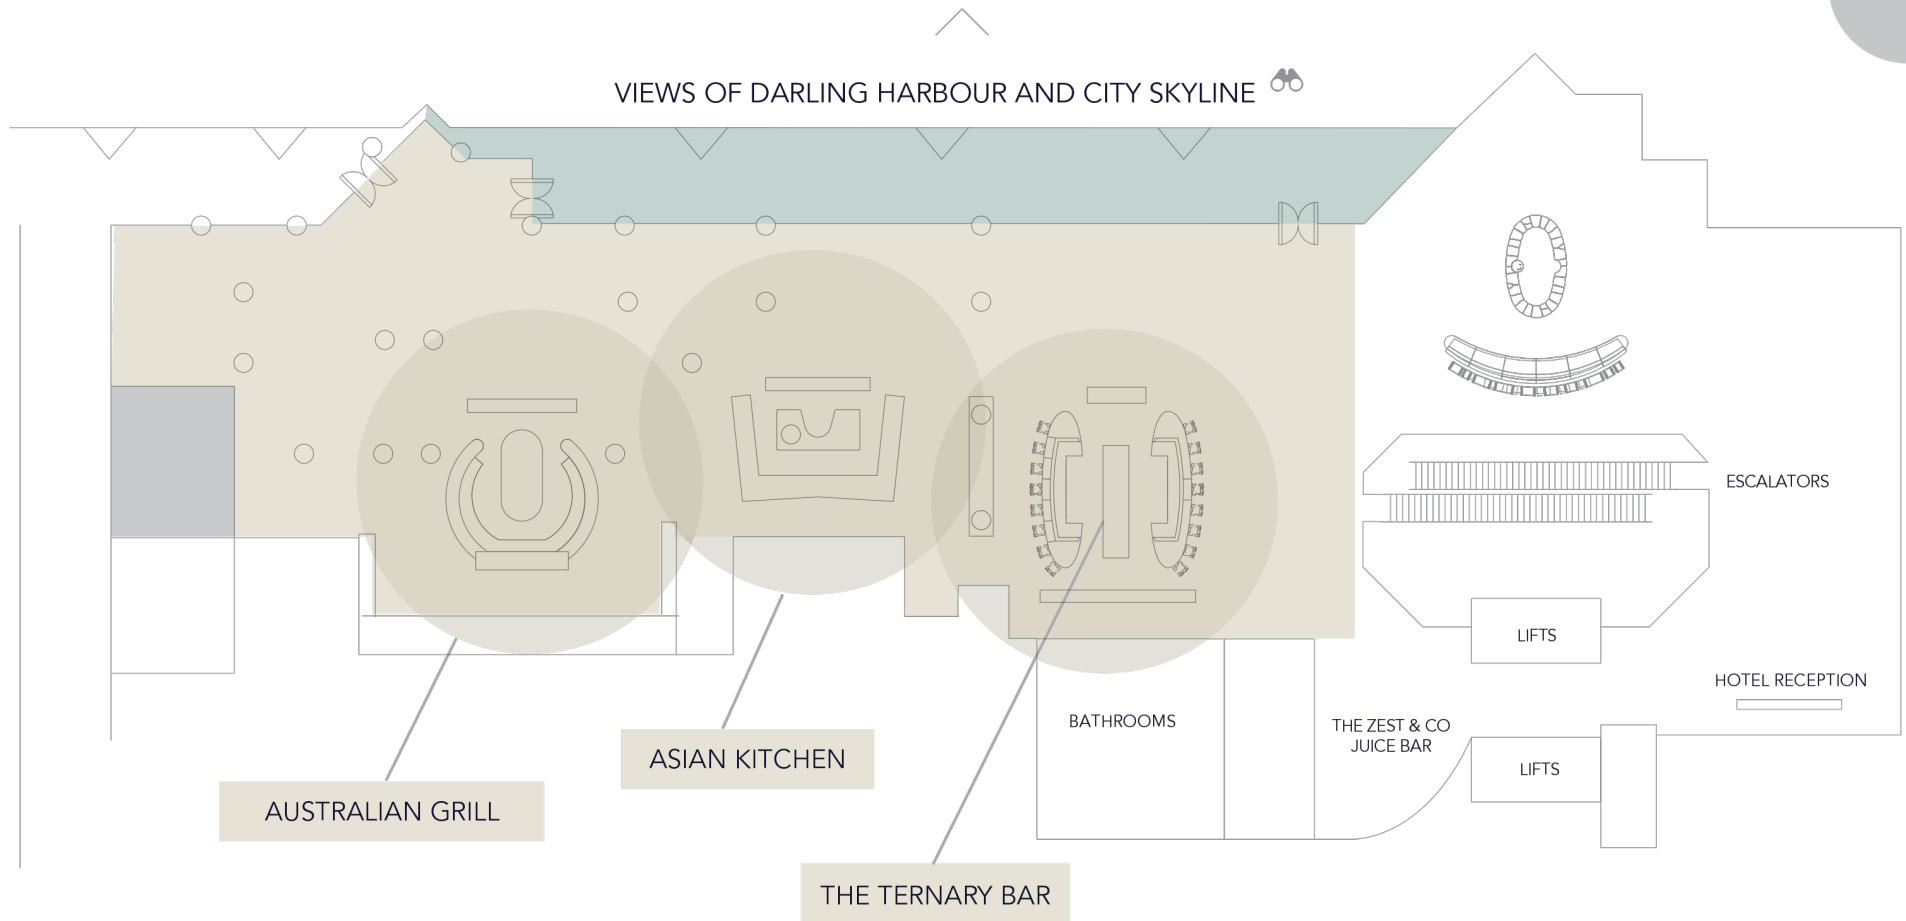 VIEWS OF DARLING HARBOUR AND CITY SKYLINE
ESCALATORS
LIFTS
HOTEL RECEPTION
BATHROOMS
THE ZEST & CO
JUICE BAR
LIFTS
ASIAN KITCHEN
AUSTRALIAN GRILL
THE TERNARY BAR